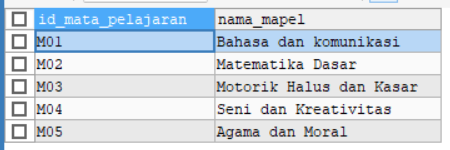 id_mata_pelajaran nama_mapel
M01 Bahasa dan komunikasi
M02 Matematika Dasar
M03 Motorik Halus dan Kasar
M04 Seni dan Kreativitas
M05 Agama dan Moral